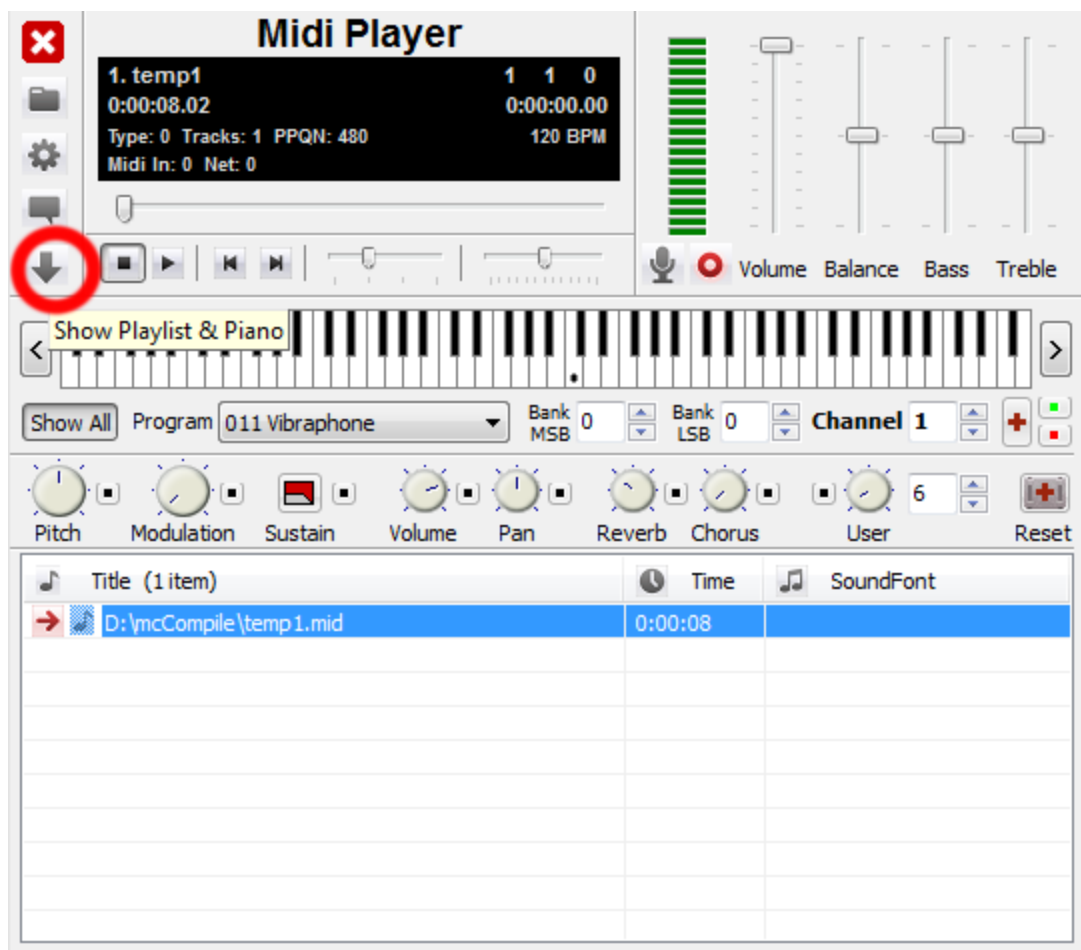 Midi Player
1. temp1 1 1 0
0:00:08.02 0:00:00.00
Type: 0 Tracks: 1 PPQN: 480 120 BPM
Midi In: 0 Net: 0
Volume Balance Bass Treble
Show Playlist & Piano
Show All Program 011 Vibraphone Bank MSB 0 Bank LSB 0 Channel 1
6
Pitch Modulation Sustain Volume Pan Reverb Chorus User Reset
Title (1 item) Time SoundFont
D:\mcCompile\temp1.mid 0:00:08